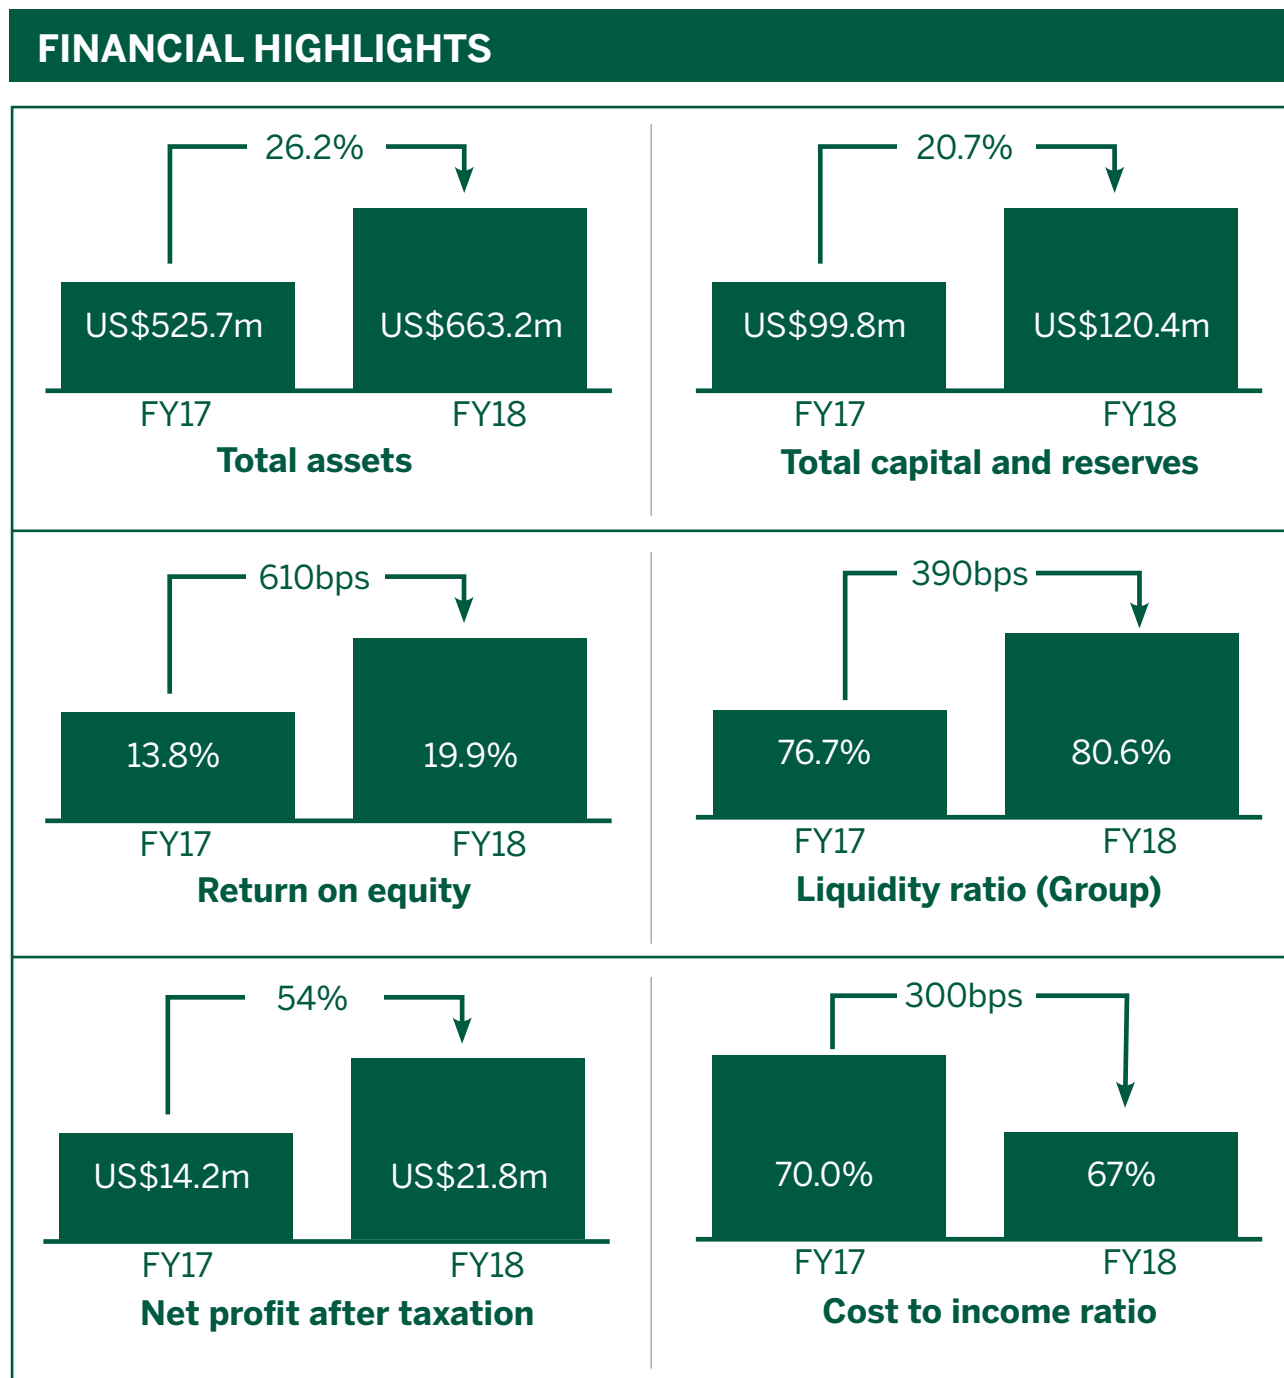 FINANCIAL HIGHLIGHTS
26.2%
US$525.7m
US$663.2m
FY17
FY18
Total assets
20.7%
US$99.8m
US$120.4m
FY17
FY18
Total capital and reserves
610bps
13.8%
19.9%
FY17
FY18
Return on equity
390bps
76.7%
80.6%
FY17
FY18
Liquidity ratio (Group)
54%
US$14.2m
US$21.8m
FY17
FY18
Net profit after taxation
300bps
70.0%
67%
FY17
FY18
Cost to income ratio